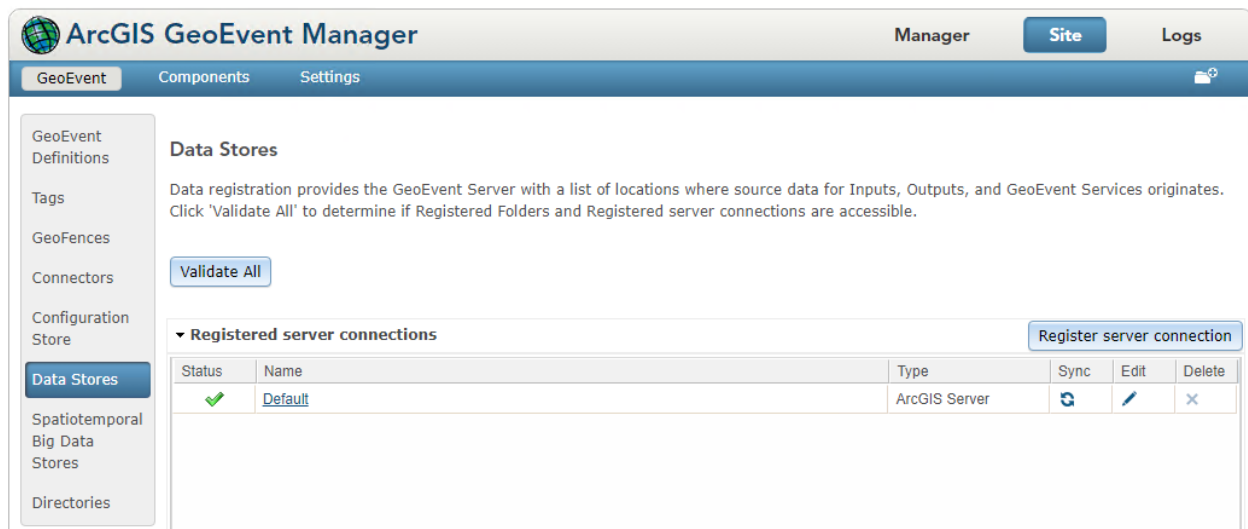 ArcGIS GeoEvent Manager
Manager Site Logs
GeoEvent Components Settings
GeoEvent
Definitions
Tags
GeoFences
Connectors
Configuration
Store
Data Stores
Spatiotemporal
Big Data
Stores
Directories
Data Stores
Data registration provides the GeoEvent Server with a list of locations where source data for Inputs, Outputs, and GeoEvent Services originates.
Click 'Validate All' to determine if Registered Folders and Registered server connections are accessible.
Validate All
Registered server connections
Register server connection
Status Name Type Sync Edit Delete
Default ArcGIS Server